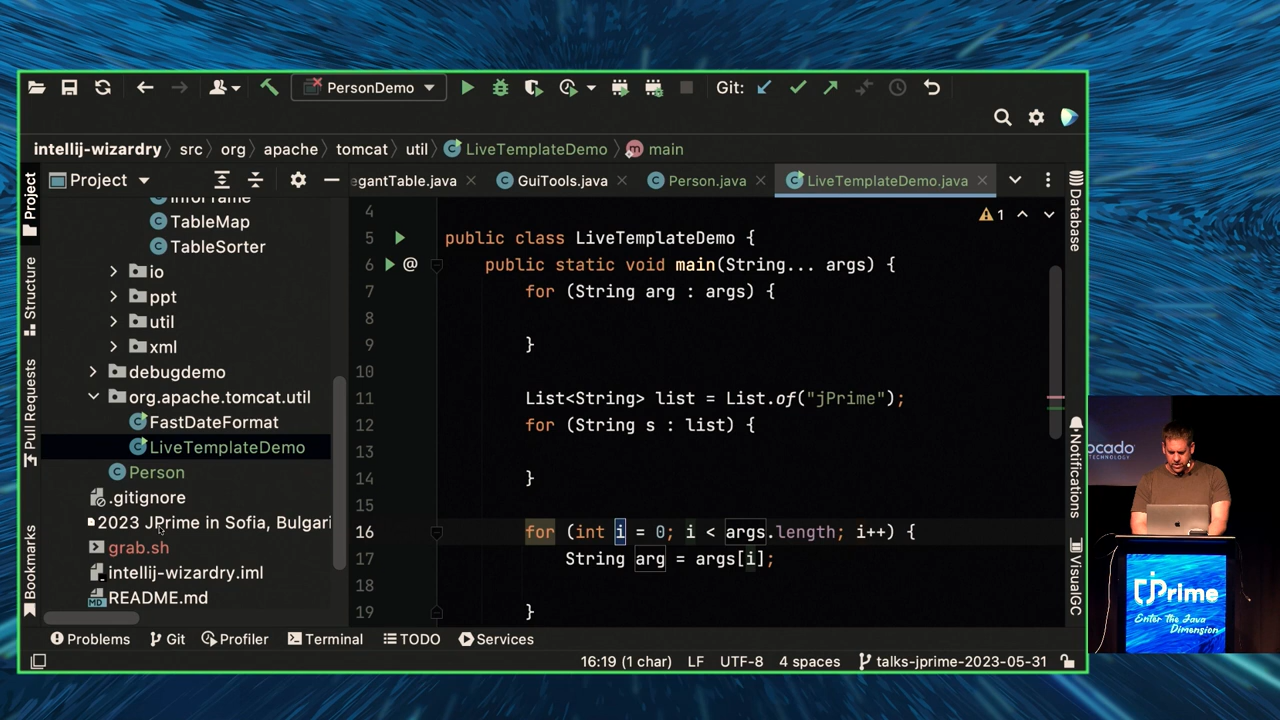 PersonDemo
Git:
intellij-wizardry
src
org
apache
tomcat
util
LiveTemplateDemo
main
Project
Project
Structure
Pull Requests
Bookmarks
TableMap
TableSorter
io
ppt
util
xml
debugdemo
org.apache.tomcat.util
FastDateFormat
LiveTemplateDemo
Person
.gitignore
2023 JPrime in Sofia, Bulgari
grab.sh
intellij-wizardry.iml
MD README.md
egantTable.java
GuiTools.java
Person.java
LiveTemplateDemo.java
1
4
5 public class LiveTemplateDemo {
6 @ public static void main(String... args) {
7 for (String arg : args) {
8
9 }
10
11 List<String> list = List.of("jPrime");
12 for (String s : list) {
13
14 }
15
16 for (int i = 0; i < args.length; i++) {
17 String arg = args[i];
18
19 }
Database
Notifications
VisualGC
Problems
Git
Profiler
Terminal
TODO
Services
16:19 (1 char)
LF
UTF-8
4 spaces
talks-jprime-2023-05-31
ocado
TECHNOLOGY
jPrime
Enter the Java
Dimension